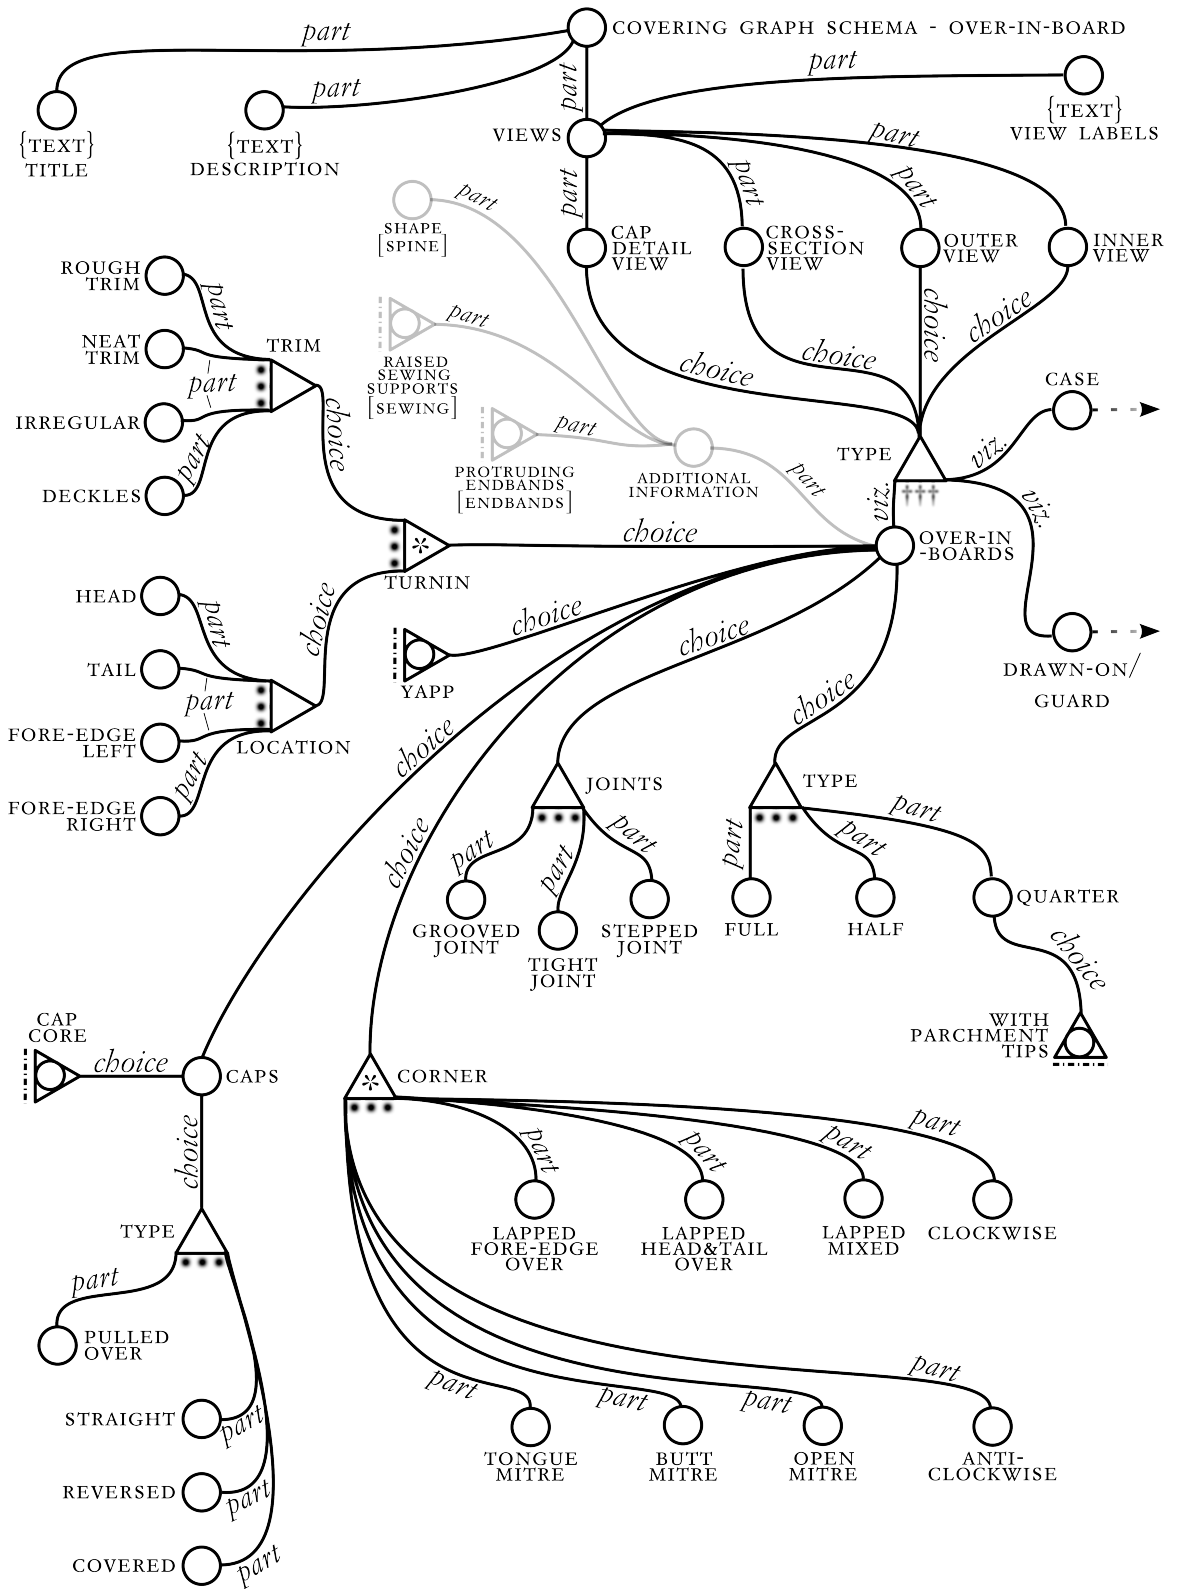 COVERING GRAPH SCHEMA - OVER-IN-BOARD
part
part
part
part
{TEXT}
TITLE
{TEXT}
DESCRIPTION
VIEWS
{TEXT}
VIEW LABELS
part
part
part
part
part
SHAPE
[SPINE]
CAP
DETAIL
VIEW
CROSS-
SECTION
VIEW
OUTER
VIEW
INNER
VIEW
ROUGH
TRIM
part
NEAT
TRIM
part
IRREGULAR
part
DECKLES
TRIM
choice
part
RAISED
SEWING
SUPPORTS
[SEWING]
part
PROTRUDING
ENDBANDS
[ENDBANDS]
ADDITIONAL
INFORMATION
part
choice
choice
choice
choice
TYPE
†††
viz.
CASE
viz.
viz.
OVER-IN
-BOARDS
DRAWN-ON/
GUARD
*
TURNIN
choice
choice
HEAD
part
TAIL
part
FORE-EDGE
LEFT
part
FORE-EDGE
RIGHT
LOCATION
YAPP
choice
choice
choice
choice
choice
JOINTS
part
part
part
GROOVED
JOINT
TIGHT
JOINT
STEPPED
JOINT
TYPE
part
part
part
FULL
HALF
QUARTER
choice
WITH
PARCHMENT
TIPS
CAP
CORE
choice
CAPS
choice
*
CORNER
part
part
part
part
LAPPED
FORE-EDGE
OVER
LAPPED
HEAD&TAIL
OVER
LAPPED
MIXED
CLOCKWISE
TYPE
part
PULLED
OVER
STRAIGHT
part
REVERSED
part
COVERED
part
part
part
part
part
TONGUE
MITRE
BUTT
MITRE
OPEN
MITRE
ANTI-
CLOCKWISE